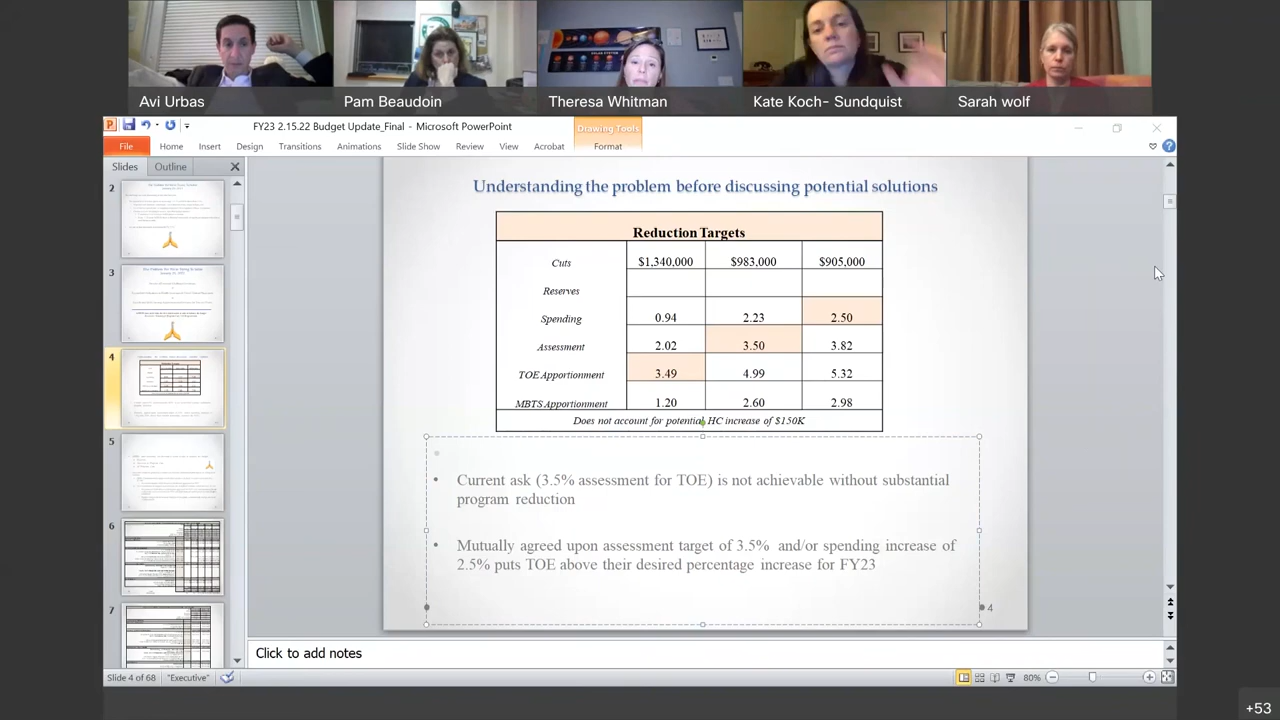 Avi Urbas
Pam Beaudoin
Theresa Whitman
Kate Koch- Sundquist
Sarah wolf
FY23 2.15.22 Budget Update_Final - Microsoft PowerPoint
Drawing Tools
File Home Insert Design Transitions Animations Slide Show Review View Acrobat Format
Slides Outline
2
3
4
5
6
7
Understanding the problem before discussing potential solutions
Reduction Targets
Cuts $1,340,000 $983,000 $905,000
Reserves
Spending 0.94 2.23 2.50
Assessment 2.02 3.50 3.82
TOE Apportionment 3.49 4.99 5.32
MBTS Apportionment 1.20 2.60 2.98
Does not account for potential HC increase of $150K
• Current ask (3.5% assessment for TOE) is not achievable without substantial
program reduction
• Mutually agreed upon assessment target of 3.5% and/or spending increase of
2.5% puts TOE above their desired percentage increase for FY23
4
Click to add notes
Slide 4 of 68 "Executive" 80%
+53